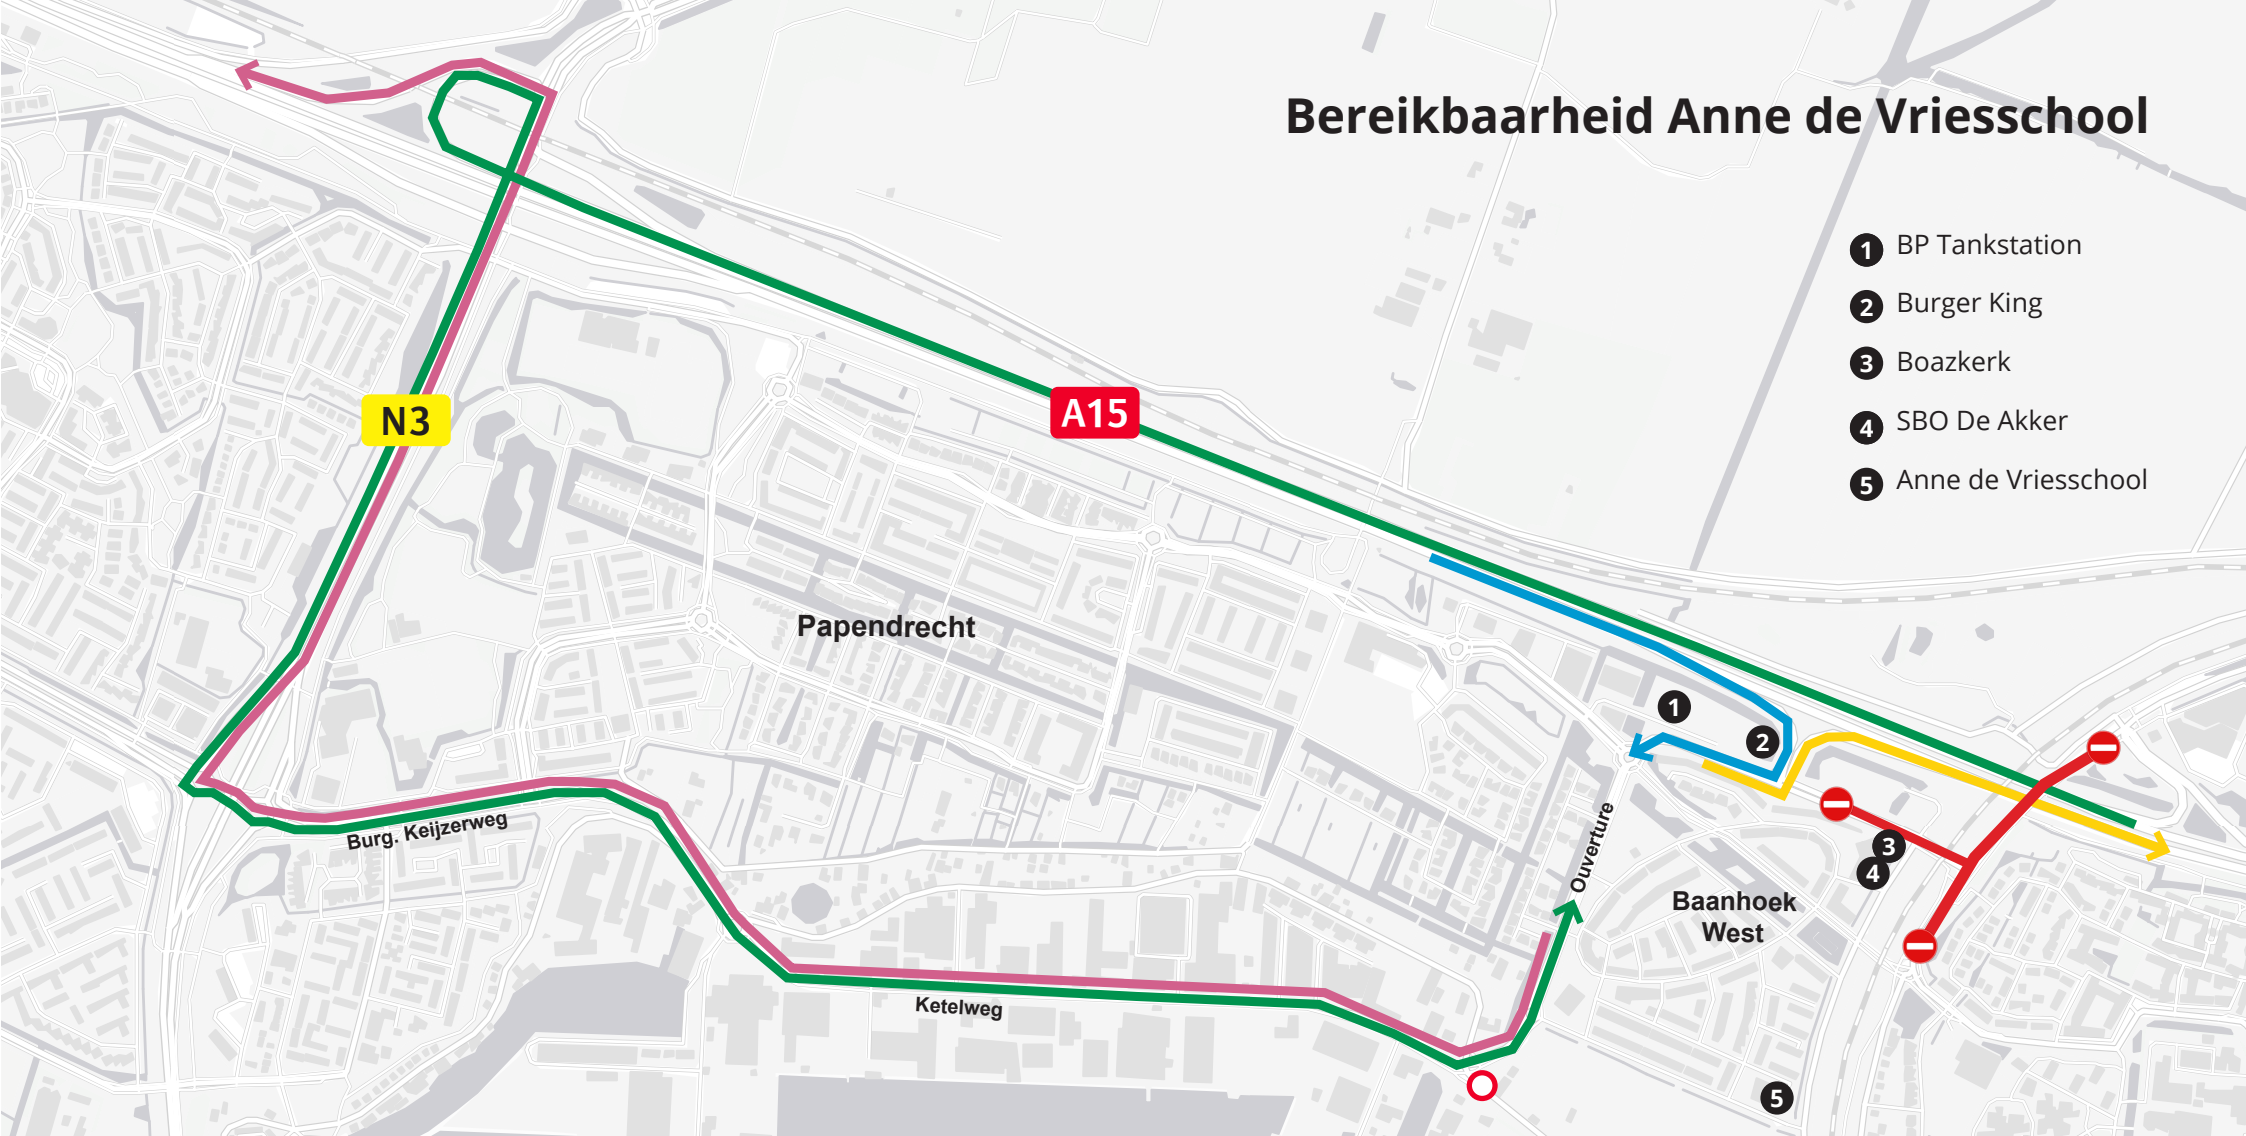 Bereikbaarheid Anne de Vriesschool
1 BP Tankstation
2 Burger King
3 Boazkerk
4 SBO De Akker
5 Anne de Vriesschool
N3
A15
Papendrecht
1
2
Ouverture
Burg. Keijzerweg
3
4
Baanhoek
West
Ketelweg
5